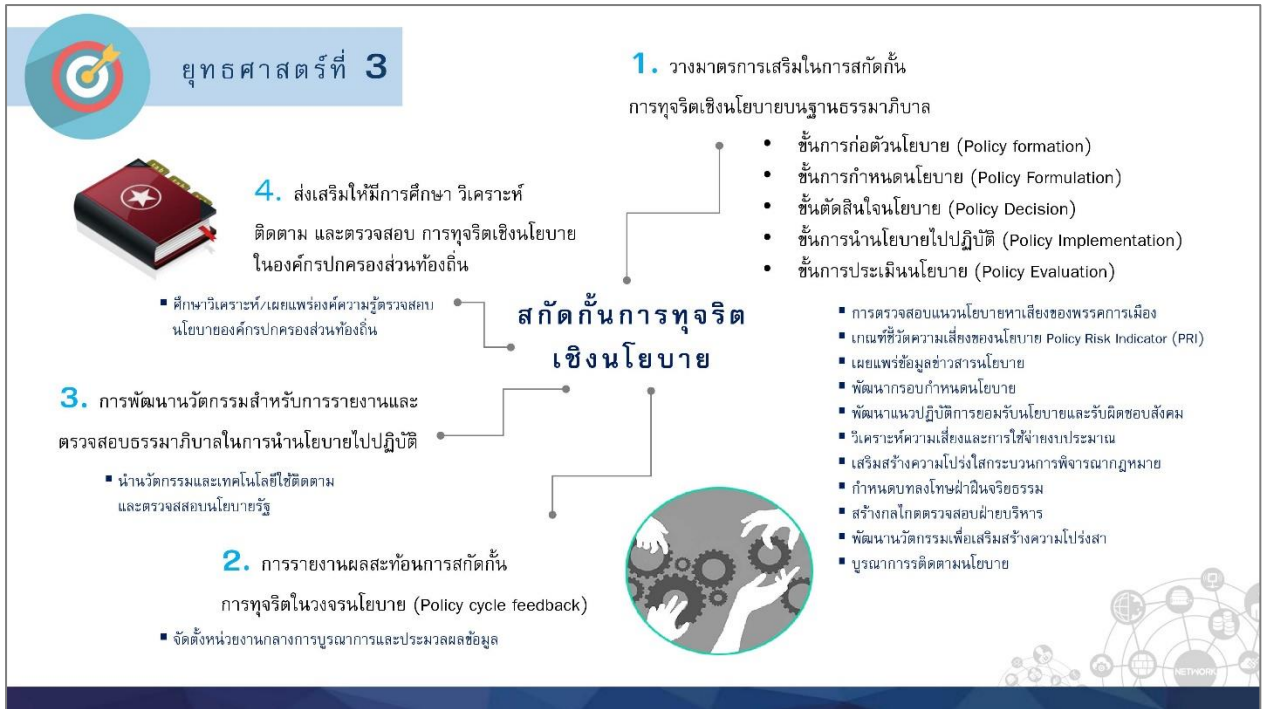 ยุทธศาสตร์ที่ 3
1. วางมาตรการเสริมในการสกัดกั้น
การทุจริตเชิงนโยบายบนฐานธรรมาภิบาล
• ขั้นการก่อตัวนโยบาย (Policy formation)
• ขั้นการกำหนดนโยบาย (Policy Formulation)
• ขั้นตัดสินใจนโยบาย (Policy Decision)
• ขั้นการนำนโยบายไปปฏิบัติ (Policy Implementation)
• ขั้นการประเมินนโยบาย (Policy Evaluation)
▪ การตรวจสอบแนวนโยบายหาเสียงของพรรคการเมือง
▪ เกณฑ์ชี้วัดความเสี่ยงของนโยบาย Policy Risk Indicator (PRI)
▪ เผยแพร่ข้อมูลข่าวสารนโยบาย
▪ พัฒนากรอบกำหนดนโยบาย
▪ พัฒนาแนวปฏิบัติการยอมรับนโยบายและรับผิดชอบสังคม
▪ วิเคราะห์ความเสี่ยงและการใช้จ่ายงบประมาณ
▪ เสริมสร้างความโปร่งใสกระบวนการพิจารณากฎหมาย
▪ กำหนดบทลงโทษฝ่าฝืนจริยธรรม
▪ สร้างกลไกตตรวจสอบฝ่ายบริหาร
▪ พัฒนานวัตกรรมเพื่อเสริมสร้างความโปร่งสา
▪ บูรณาการรติดตามนโยบาย
สกัดกั้นการทุจริต
เชิงนโยบาย
4. ส่งเสริมให้มีการศึกษา วิเคราะห์
ติดตาม และตรวจสอบ การทุจริตเชิงนโยบาย
ในองค์กรปกครองส่วนท้องถิ่น
▪ ศึกษาวิเคราะห์/เผยแพร่องค์ความรู้ตรวจสอบ
นโยบายองค์กรปกครองส่วนท้องถิ่น
3. การพัฒนานวัตกรรมสำหรับการรายงานและ
ตรวจสอบธรรมาภิบาลในการนำนโยบายไปปฏิบัติ
▪ นำนวัตกรรมและเทคโนโลยีใช้ติดตาม
และตรวจสสอบนโยบายรัฐ
2. การรายงานผลสะท้อนการสกัดกั้น
การทุจริตในวงจรนโยบาย (Policy cycle feedback)
▪ จัดตั้งหน่วยงานกลางการบูรณาการและประมวลผลข้อมูล
NETWORK